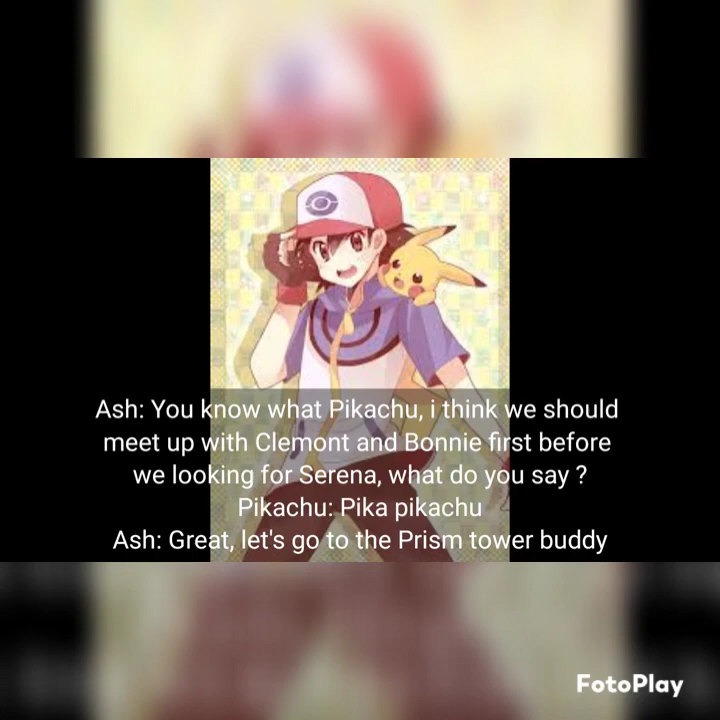 Ash: You know what Pikachu, i think we should
meet up with Clemont and Bonnie first before
we looking for Serena, what do you say ?
Pikachu: Pika pikachu
Ash: Great, let's go to the Prism tower buddy
FotoPlay